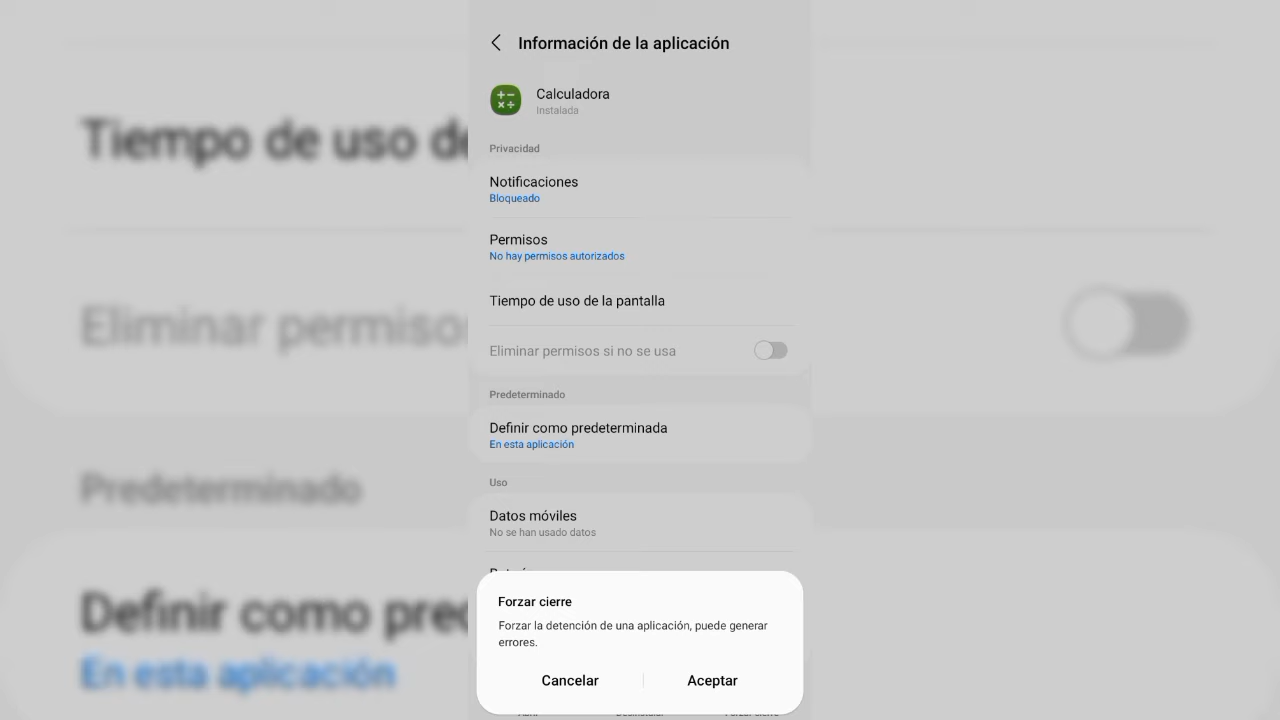 Información de la aplicación
Calculadora
Instalada
Privacidad
Notificaciones
Bloqueado
Permisos
No hay permisos autorizados
Tiempo de uso de la pantalla
Eliminar permisos si no se usa
Predeterminado
Definir como predeterminada
En esta aplicación
Uso
Datos móviles
No se han usado datos
Forzar cierre
Forzar la detención de una aplicación, puede generar
errores.
Cancelar
Aceptar
Tiempo de uso de
Eliminar permiso
Predeterminado
Definir como pred
En esta aplicación